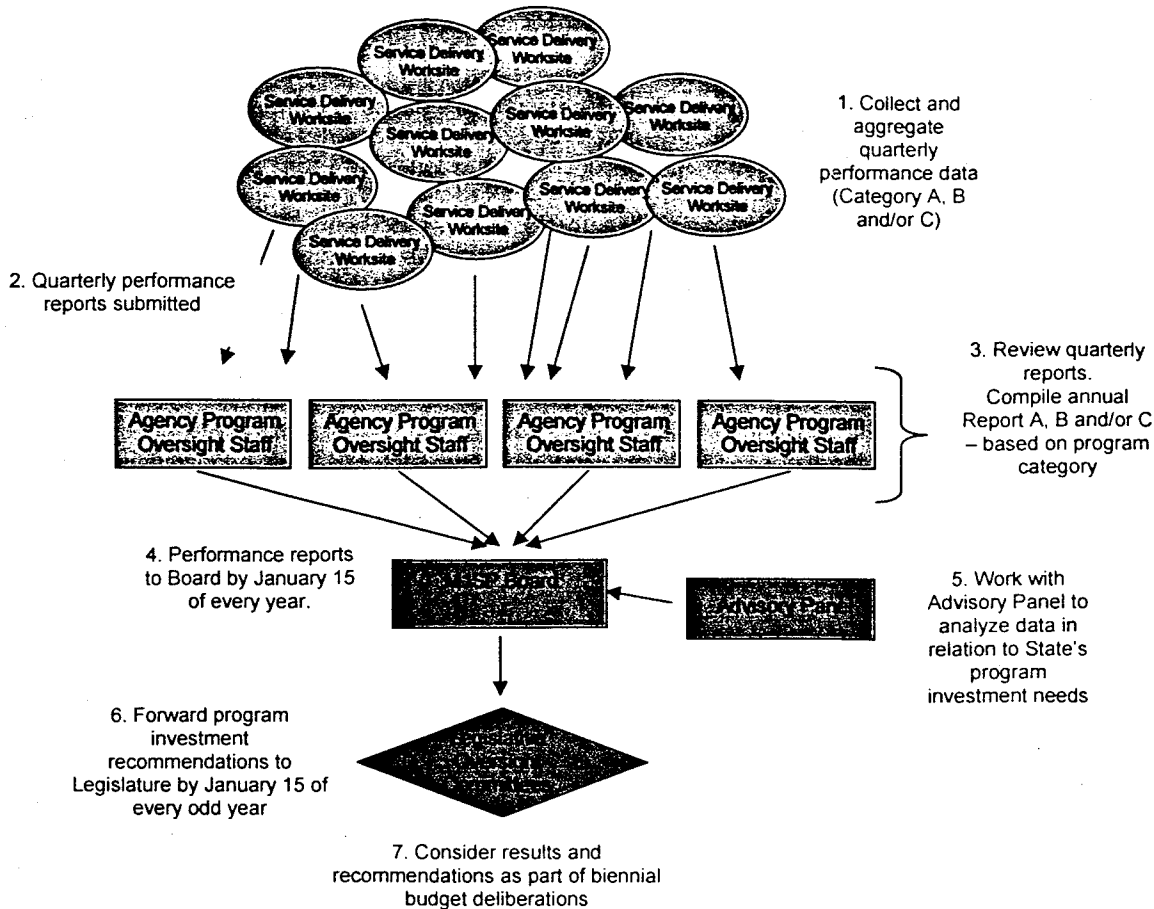 Service Delivery
Worksite
Service Delivery
Worksite
Service Delivery
Worksite
Service Delivery
Worksite
Service Delivery
Worksite
Service Delivery
Worksite
Service Delivery
Worksite
Service Delivery
Worksite
Service Delivery
Worksite
Service Delivery
Worksite
Service Delivery
Worksite
1. Collect and
aggregate
quarterly
performance data
(Category A, B
and/or C)
2. Quarterly performance
reports submitted
3. Review quarterly
reports.
Compile annual
Report A, B and/or C
– based on program
category
Agency Program
Oversight Staff
Agency Program
Oversight Staff
Agency Program
Oversight Staff
Agency Program
Oversight Staff
4. Performance reports
to Board by January 15
of every year.
Board
Advisory Panel
5. Work with
Advisory Panel to
analyze data in
relation to State's
program
investment needs
6. Forward program
investment
recommendations to
Legislature by January 15 of
every odd year
7. Consider results and
recommendations as part of biennial
budget deliberations